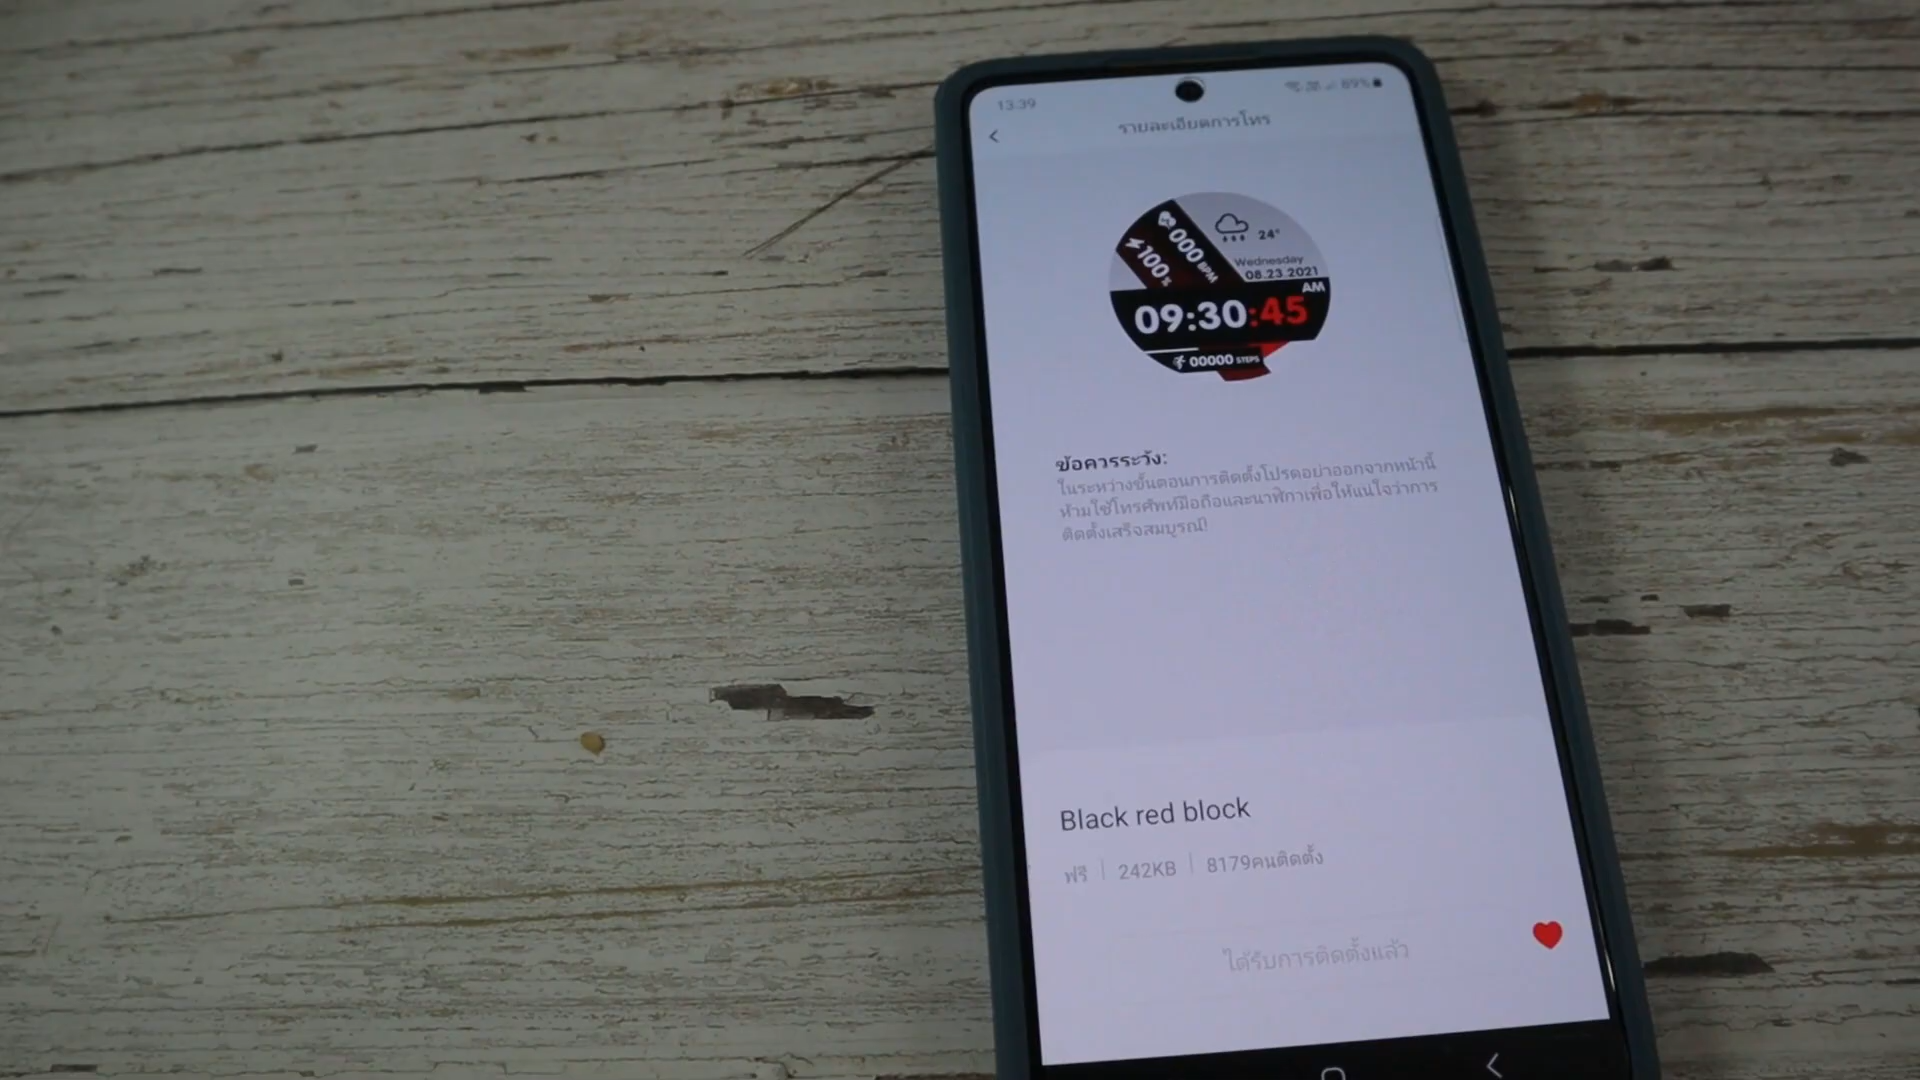 13:39
89%
รายละเอียดการโทร
000 BPM
100 %
24°
Wednesday
08.23.2021
AM
09:30:45
00000 STEPS
ข้อควรระวัง:
ในระหว่างขั้นตอนการติดตั้งโปรดอย่าออกจากหน้านี้
ห้ามใช้โทรศัพท์มือถือและนาฬิกาเพื่อให้แน่ใจว่าการ
ติดตั้งเสร็จสมบูรณ์!
Black red block
ฟรี | 242KB | 8179คนติดตั้ง
ได้รับการติดตั้งแล้ว